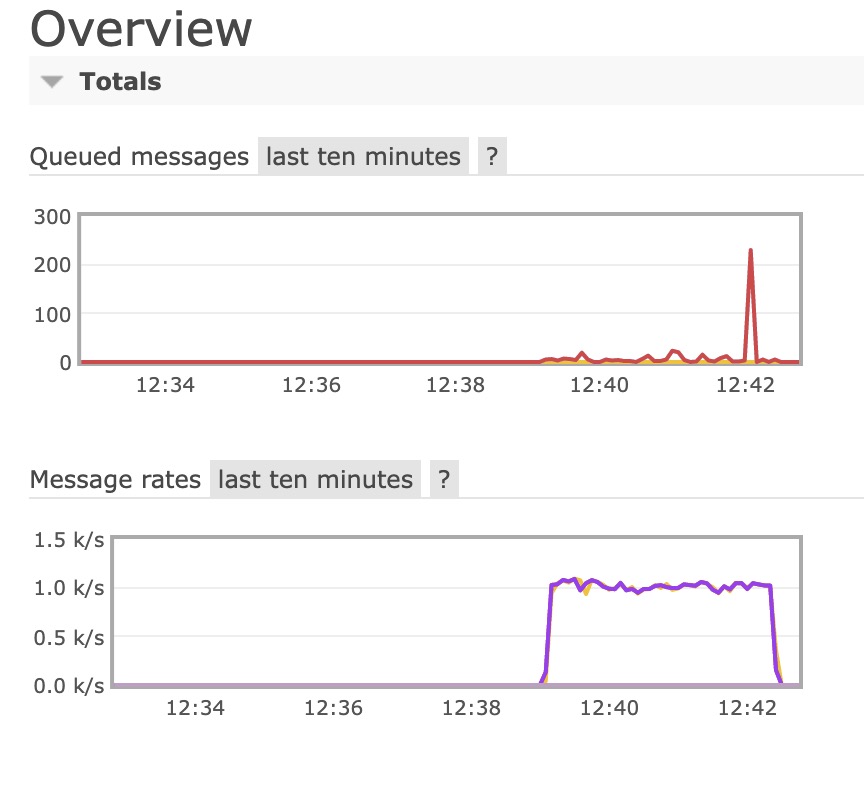 Overview
Totals
Queued messages last ten minutes ?
300
200
100
0
12:34 12:36 12:38 12:40 12:42
Message rates last ten minutes ?
1.5 k/s
1.0 k/s
0.5 k/s
0.0 k/s
12:34 12:36 12:38 12:40 12:42